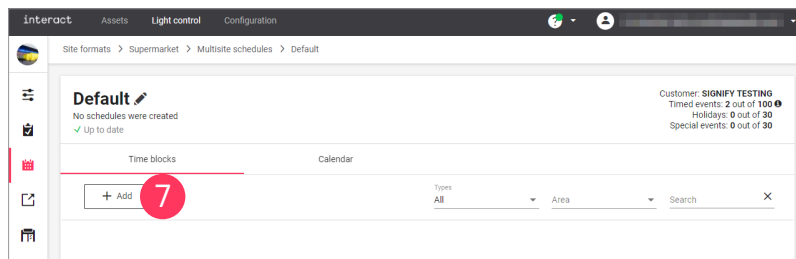 interact Assets Light control Configuration ?
Site formats > Supermarket > Multisite schedules > Default
Default
No schedules were created
✓ Up to date
Customer: SIGNIFY TESTING
Timed events: 2 out of 100
Holidays: 0 out of 30
Special events: 0 out of 30
Time blocks Calendar
+ Add 7
Types
All Area Search